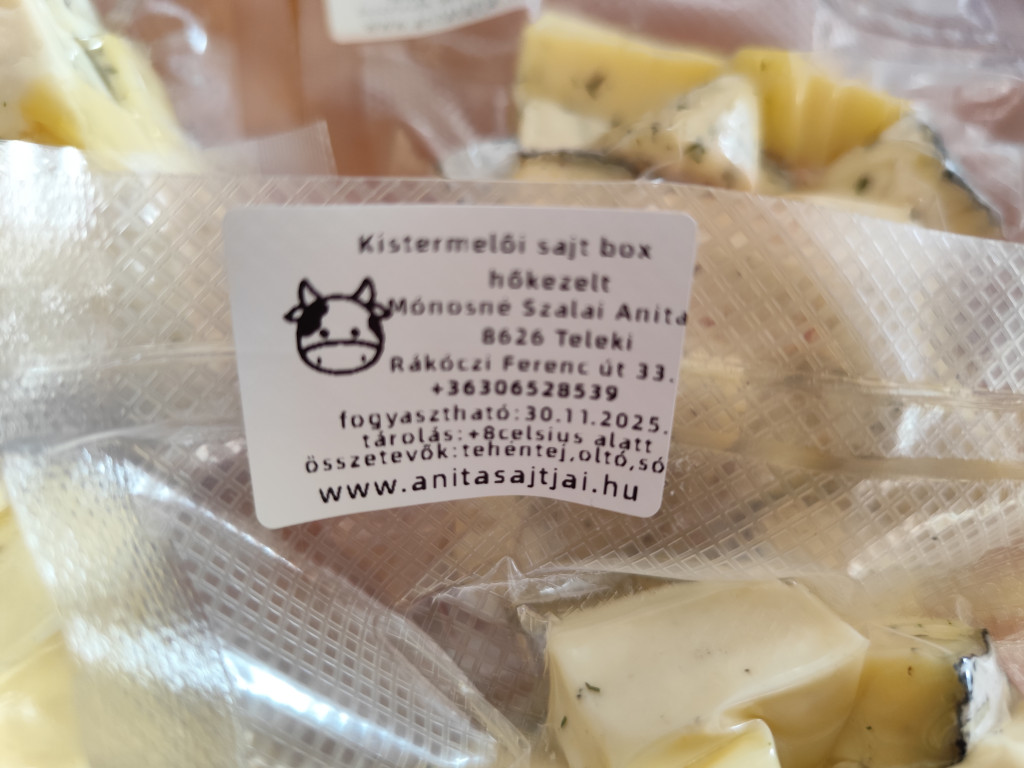 Kistermelői sajt box
hőkezelt
Mónosné Szalai Anita
8626 Teleki
Rákóczi Ferenc út 33.
+36306528539
fogyasztható:30.11.2025.
tárolás:+8celsius alatt
összetevők:tehéntej,oltó,só
www.anitasajtjai.hu